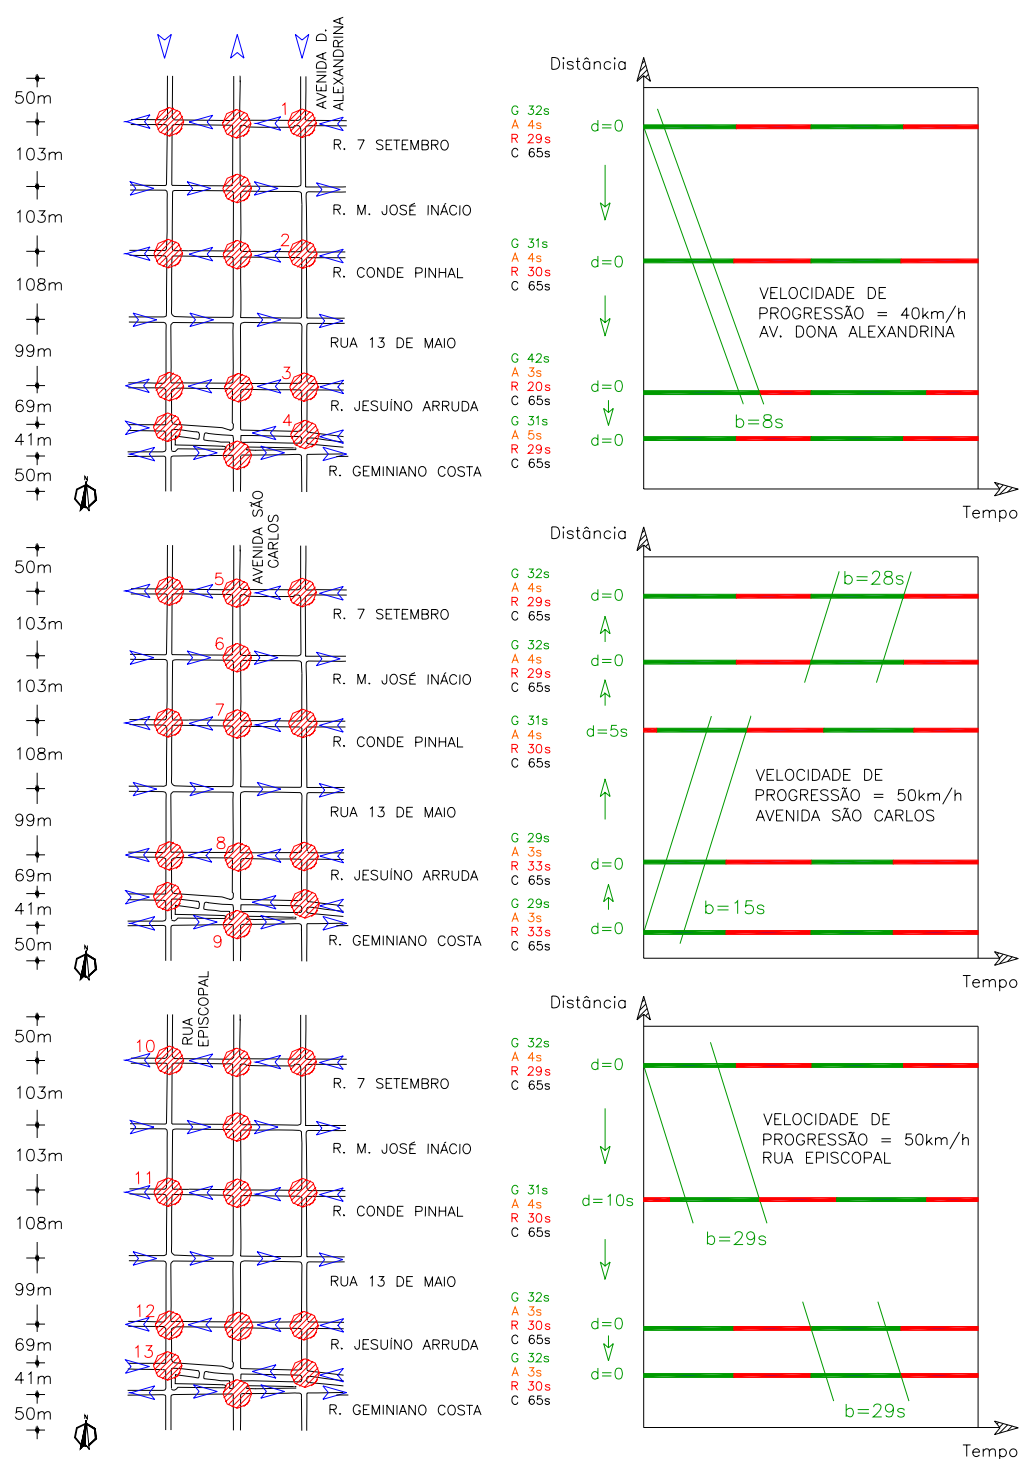 AVENIDA D.
ALEXANDRINA
50m
103m
103m
108m
99m
69m
41m
50m
N
1
R. 7 SETEMBRO
R. M. JOSÉ INÁCIO
2
R. CONDE PINHAL
RUA 13 DE MAIO
3
R. JESUÍNO ARRUDA
4
R. GEMINIANO COSTA
Distância
G 32s
A 4s
R 29s
C 65s
d=0
G 31s
A 4s
R 30s
C 65s
d=0
VELOCIDADE DE
PROGRESSÃO = 40km/h
AV. DONA ALEXANDRINA
G 42s
A 3s
R 20s
C 65s
d=0
b=8s
G 31s
A 5s
R 29s
C 65s
d=0
Tempo
AVENIDA SÃO
CARLOS
50m
103m
103m
108m
99m
69m
41m
50m
N
5
R. 7 SETEMBRO
6
R. M. JOSÉ INÁCIO
7
R. CONDE PINHAL
RUA 13 DE MAIO
8
R. JESUÍNO ARRUDA
9
R. GEMINIANO COSTA
Distância
G 32s
A 4s
R 29s
C 65s
d=0
b=28s
G 32s
A 4s
R 29s
C 65s
d=0
G 31s
A 4s
R 30s
C 65s
d=5s
VELOCIDADE DE
PROGRESSÃO = 50km/h
AVENIDA SÃO CARLOS
G 29s
A 3s
R 33s
C 65s
d=0
b=15s
G 29s
A 3s
R 33s
C 65s
d=0
Tempo
RUA
EPISCOPAL
50m
103m
103m
108m
99m
69m
41m
50m
N
10
R. 7 SETEMBRO
R. M. JOSÉ INÁCIO
11
R. CONDE PINHAL
RUA 13 DE MAIO
12
R. JESUÍNO ARRUDA
13
R. GEMINIANO COSTA
Distância
G 32s
A 4s
R 29s
C 65s
d=0
VELOCIDADE DE
PROGRESSÃO = 50km/h
RUA EPISCOPAL
G 31s
A 4s
R 30s
C 65s
d=10s
b=29s
G 32s
A 3s
R 30s
C 65s
d=0
G 32s
A 3s
R 30s
C 65s
d=0
b=29s
Tempo